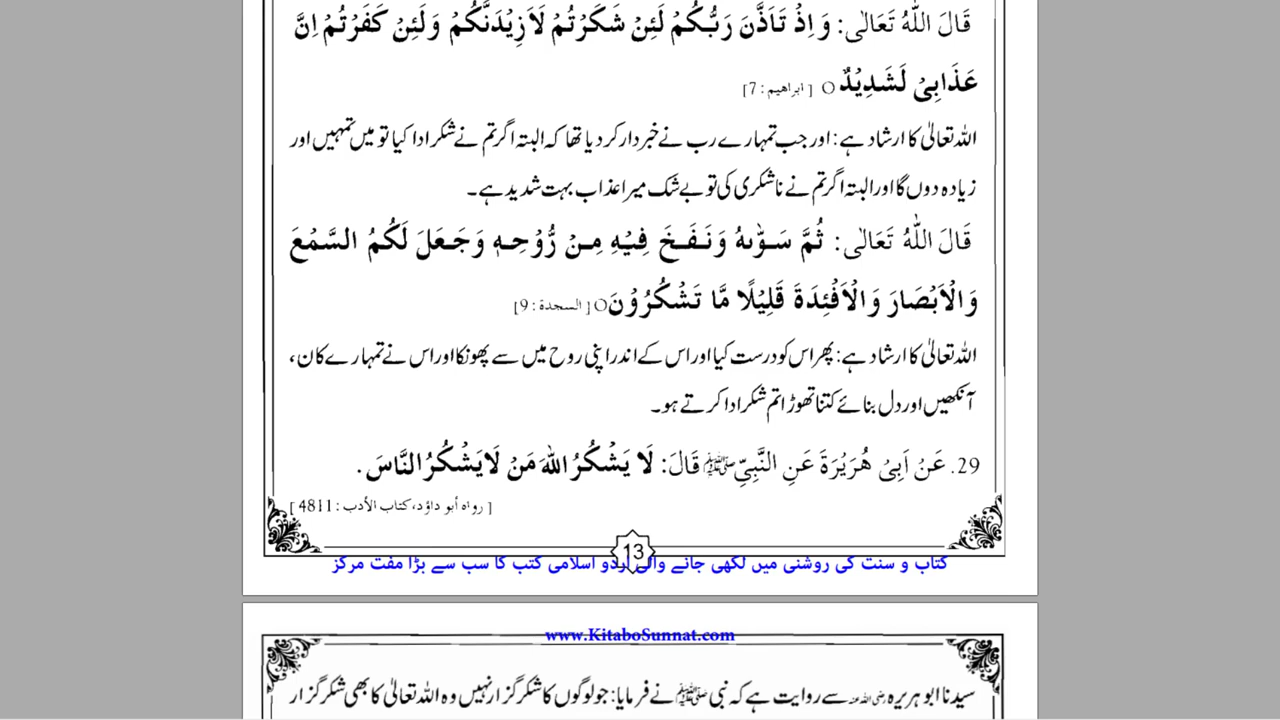 قَالَ اللّٰهُ تَعَالٰی: وَ اِذْ تَاَذَّنَ رَبُّكُمْ لَئِنْ شَكَرْتُمْ لَاَزِيْدَنَّكُمْ وَلَئِنْ كَفَرْتُمْ اِنَّ
عَذَابِیْ لَشَدِيْدٌ ○ [ ابراهيم : 7]
اللہ تعالیٰ کا ارشاد ہے: اور جب تمہارے رب نے خبردار کر دیا تھا کہ البتہ اگر تم نے شکر ادا کیا تو میں تمہیں اور
زیادہ دوں گا اور البتہ اگر تم نے ناشکری کی تو بے شک میرا عذاب بہت شدید ہے۔
قَالَ اللّٰهُ تَعَالٰی: ثُمَّ سَوّٰىهُ وَنَفَخَ فِيْهِ مِنْ رُّوْحِهٖ وَجَعَلَ لَكُمُ السَّمْعَ
وَالْاَبْصَارَ وَالْاَفْئِدَةَ قَلِيْلًا مَّا تَشْكُرُوْنَ○ [ السجدة : 9]
اللہ تعالیٰ کا ارشاد ہے: پھر اس کو درست کیا اور اس کے اندر اپنی روح میں سے پھونکا اور اس نے تمہارے کان،
آنکھیں اور دل بنائے کتنا تھوڑا تم شکر ادا کرتے ہو۔
29. عَنْ اَبِیْ هُرَيْرَةَ عَنِ النَّبِیِّ ﷺ قَالَ: لَا يَشْكُرُ اللّٰهَ مَنْ لَا يَشْكُرُ النَّاسَ.
[ رواه أبو داؤد، كتاب الأدب : 4811 ]
13
کتاب و سنت کی روشنی میں لکھی جانے والی اردو اسلامی کتب کا سب سے بڑا مفت مرکز
www.KitaboSunnat.com
سیدنا ابو ہریرہ رضی اللہ عنہ سے روایت ہے کہ نبی ﷺ نے فرمایا: جو لوگوں کا شکر گزار نہیں وہ اللہ تعالیٰ کا بھی شکر گزار